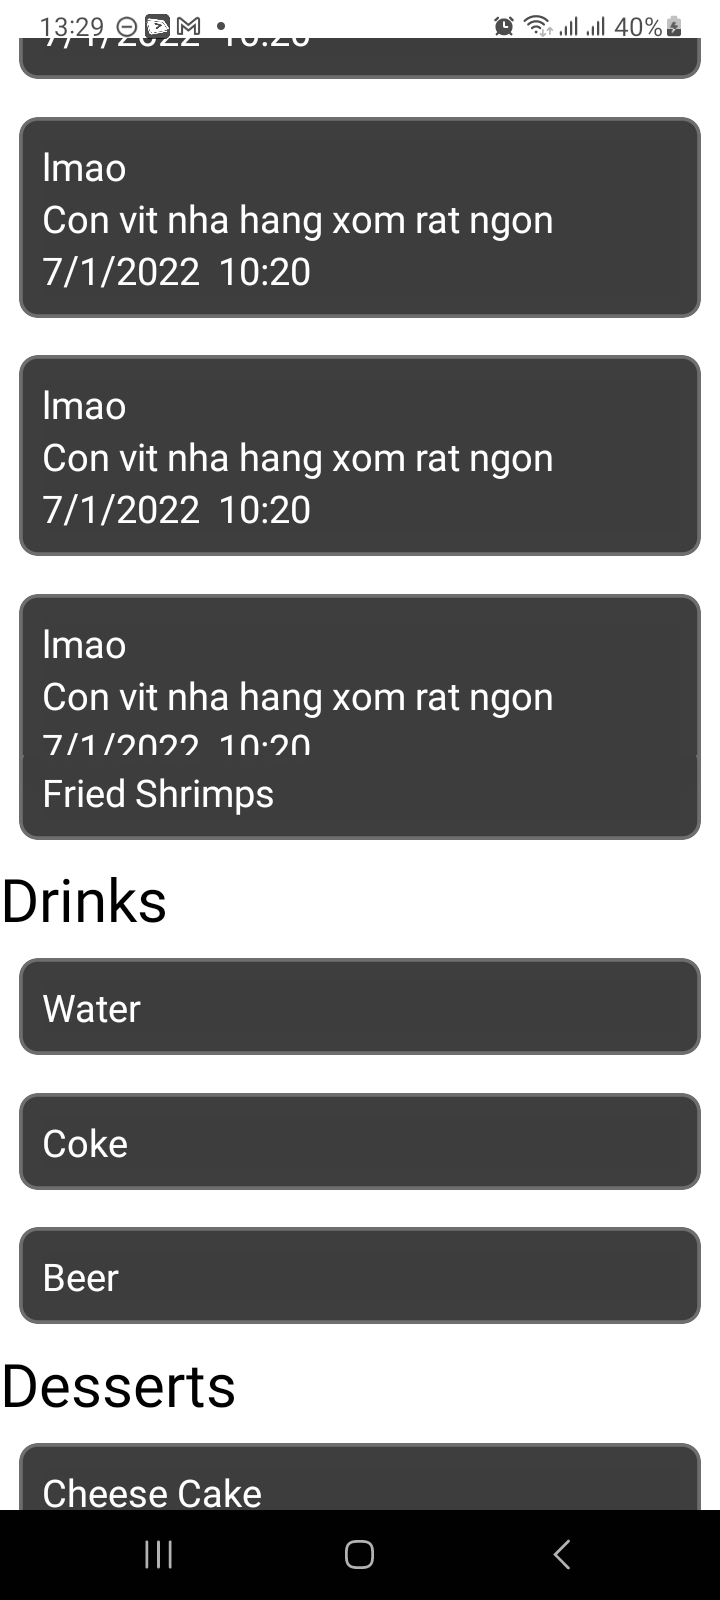 13:29 40%
7/1/2022 10:20
lmao
Con vit nha hang xom rat ngon
7/1/2022 10:20
lmao
Con vit nha hang xom rat ngon
7/1/2022 10:20
lmao
Con vit nha hang xom rat ngon
7/1/2022 10:20
Fried Shrimps
Drinks
Water
Coke
Beer
Desserts
Cheese Cake